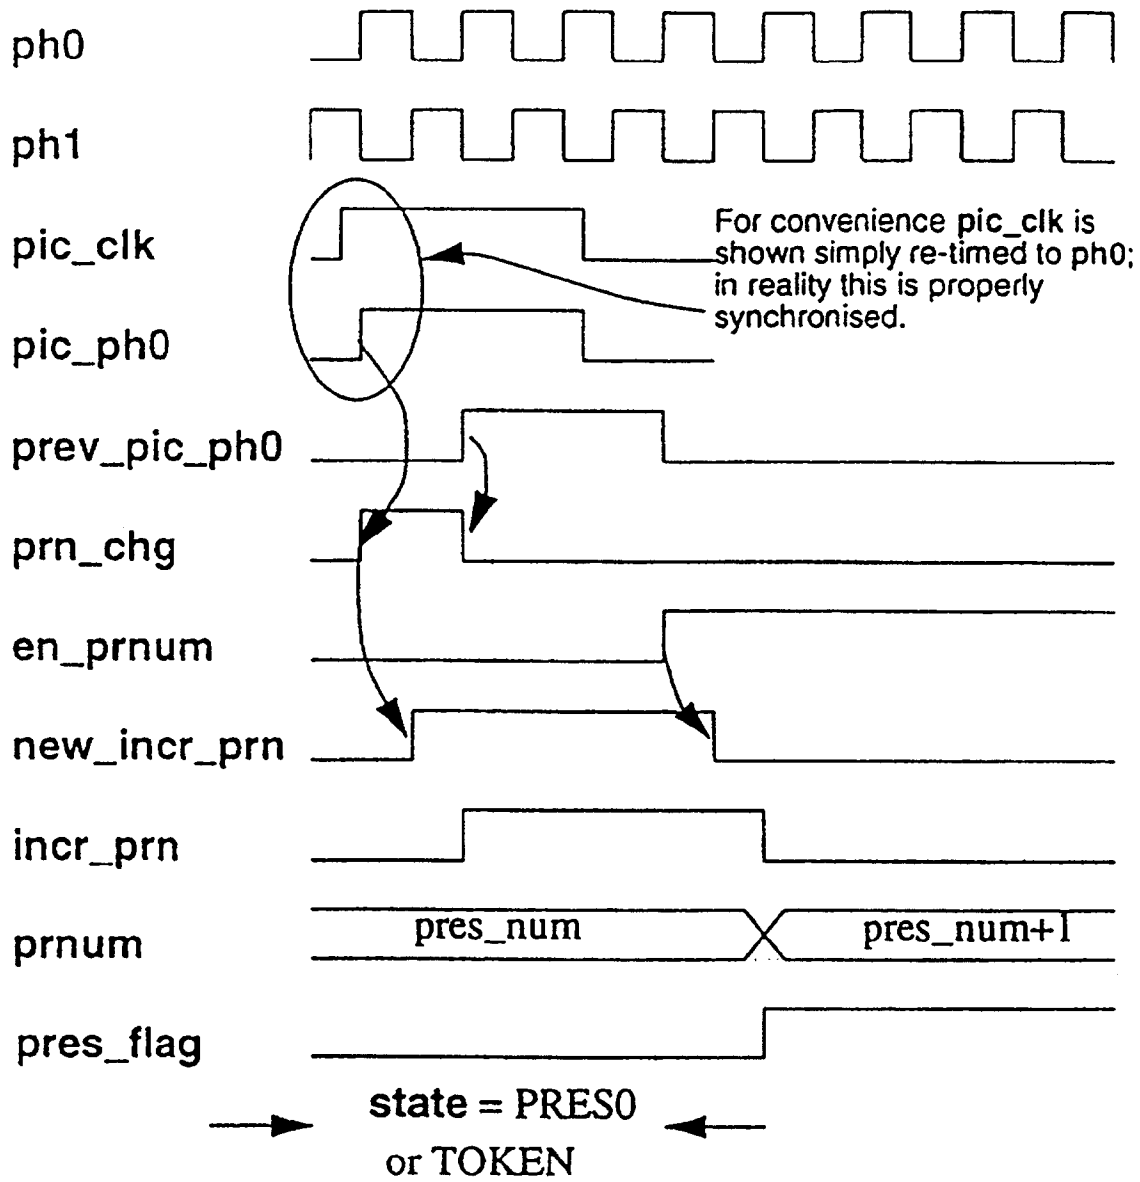 ph0
ph1
pic_clk
For convenience pic_clk is
shown simply re-timed to ph0;
in reality this is properly
synchronised.
pic_ph0
prev_pic_ph0
prn_chg
en_prnum
new_incr_prn
incr_prn
prnum
pres_num
pres_num+1
pres_flag
state = PRES0
or TOKEN